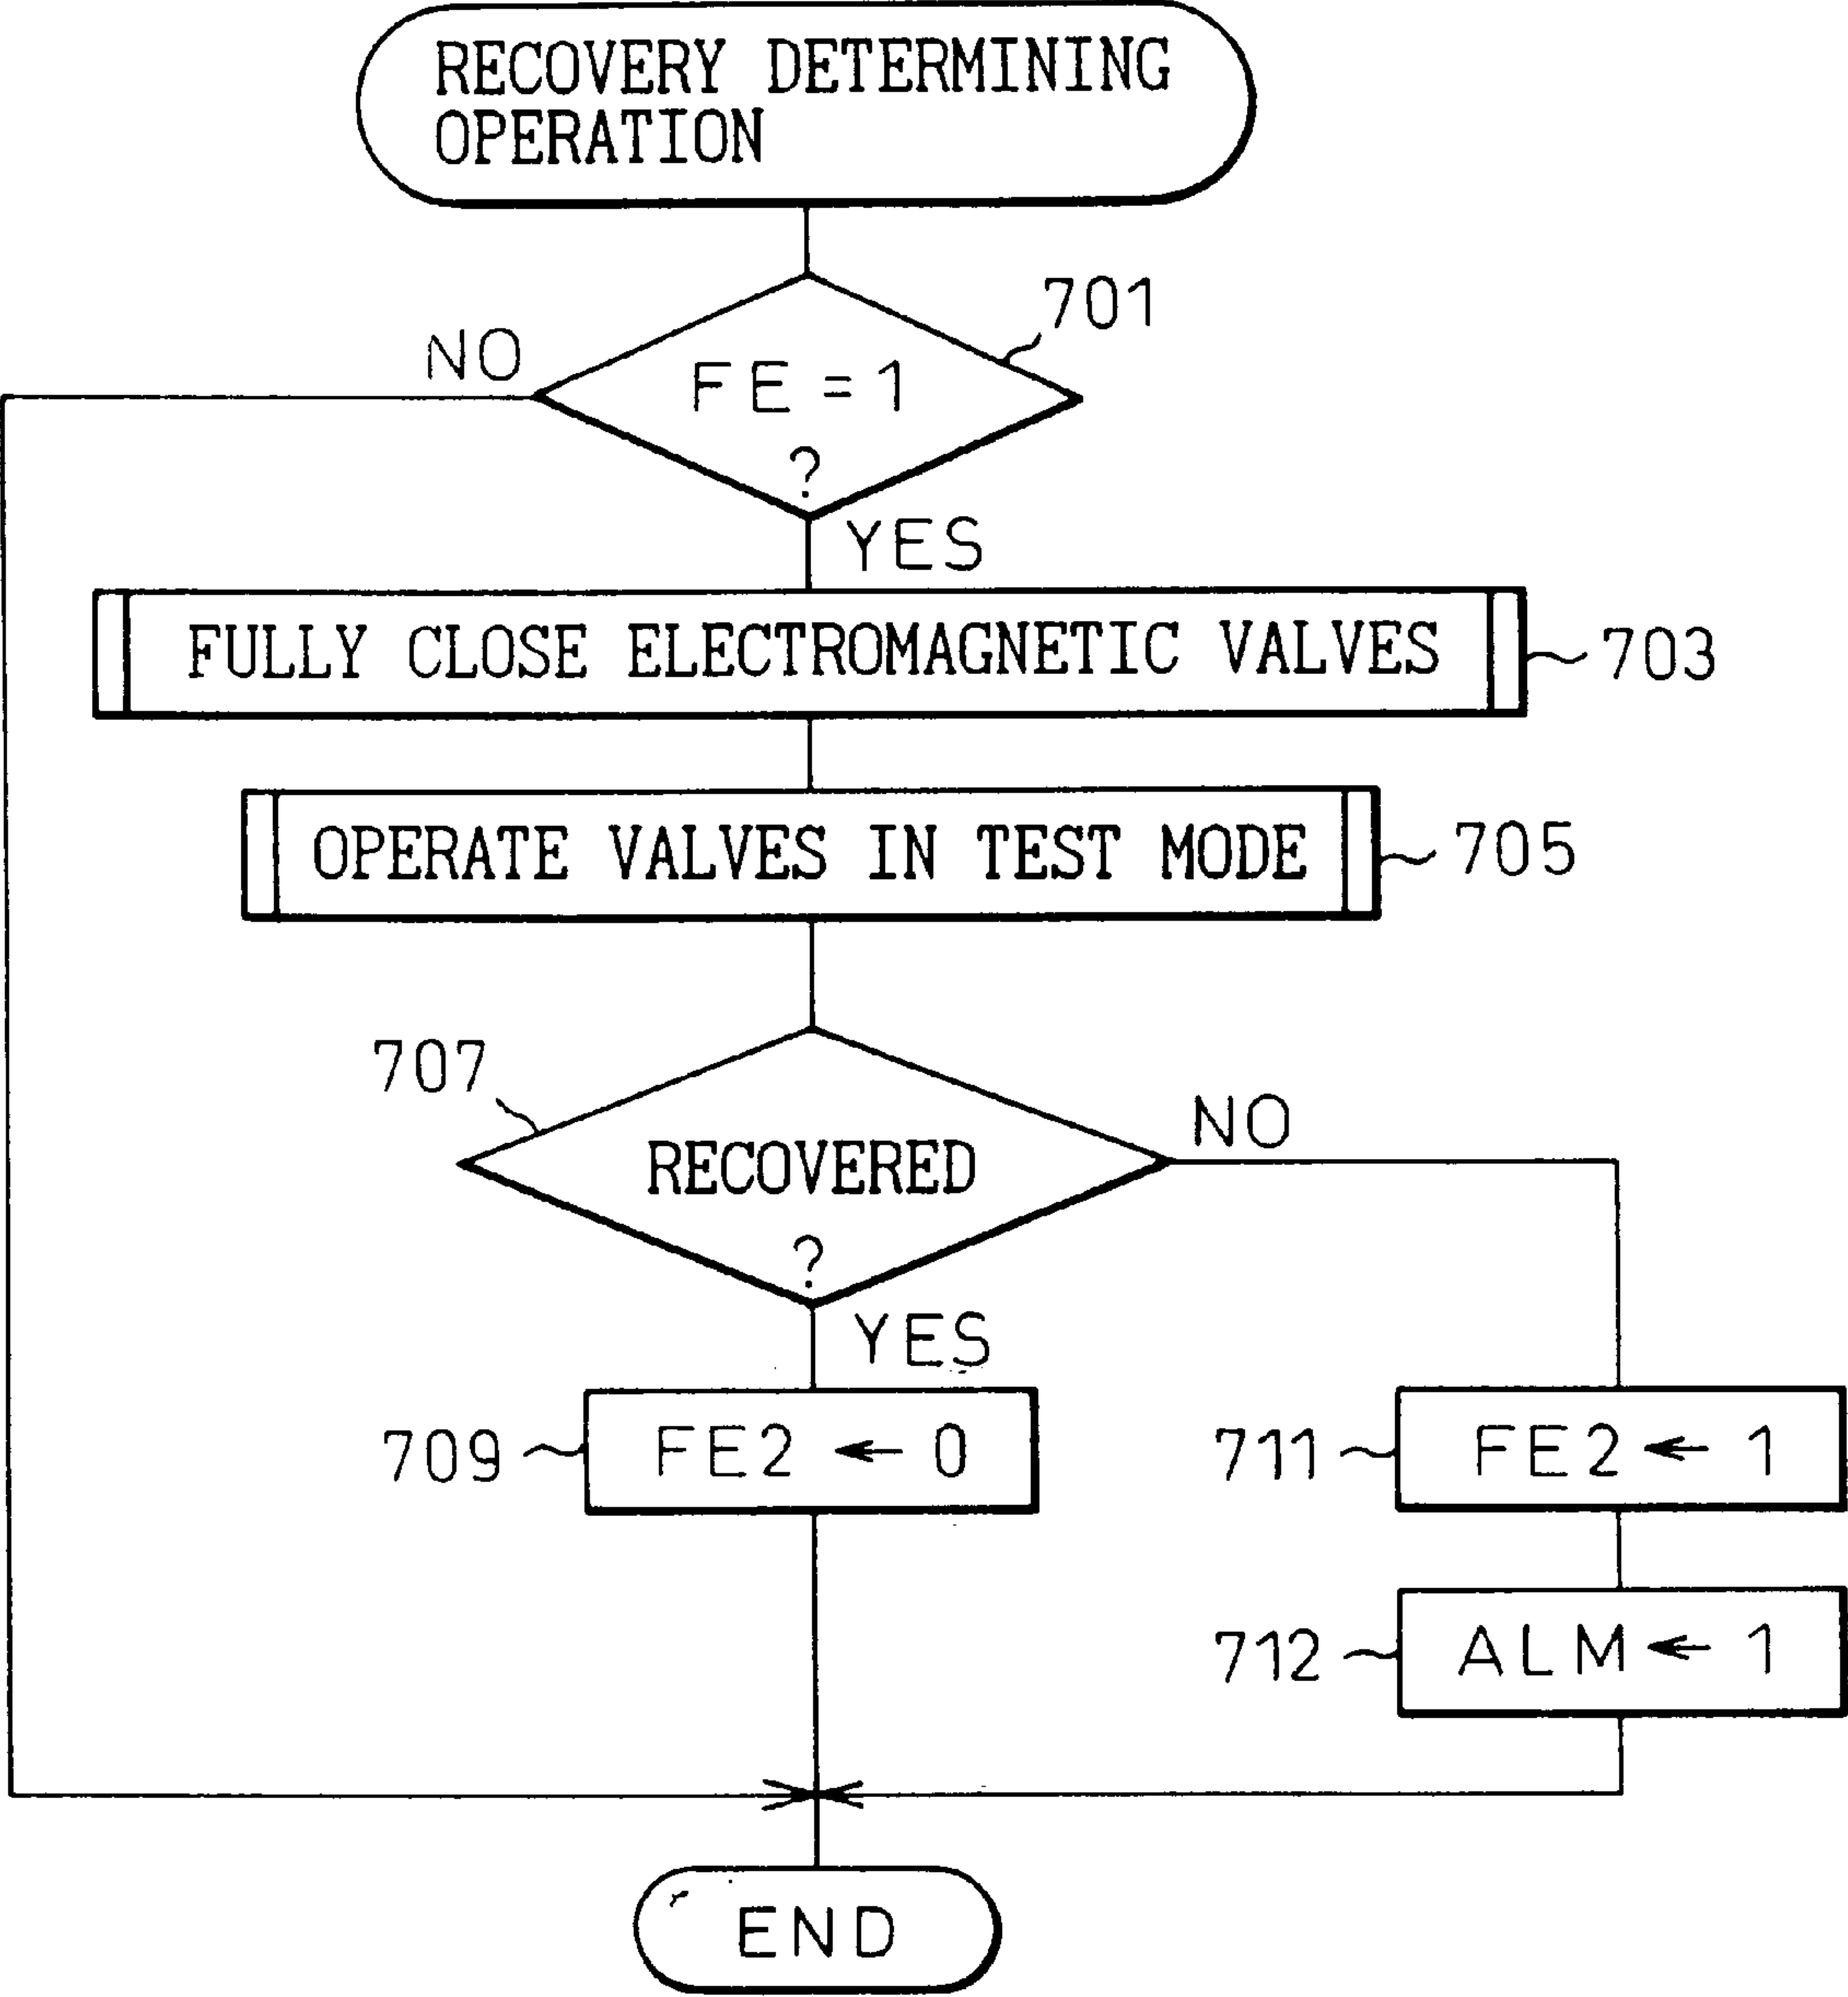 RECOVERY DETERMINING
OPERATION
701
NO
FE=1
?
YES
FULLY CLOSE ELECTROMAGNETIC VALVES
703
OPERATE VALVES IN TEST MODE
705
707
NO
RECOVERED
?
YES
709
FE2 ← 0
711
FE2 ← 1
712
ALM ← 1
END